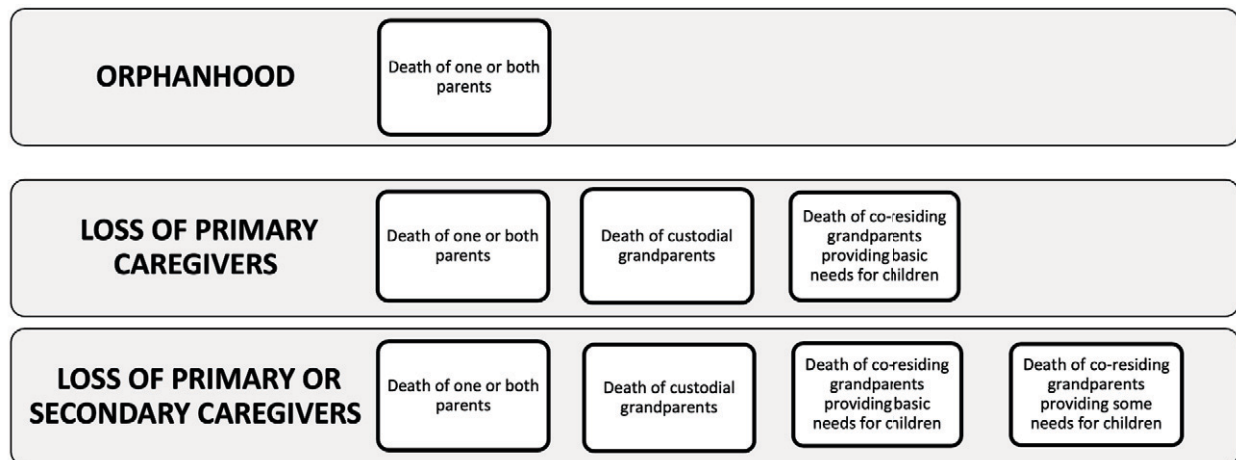 ORPHANHOOD
Death of one or both
parents
LOSS OF PRIMARY
CAREGIVERS
Death of one or both
parents
Death of custodial
grandparents
Death of co-residing
grandparents
providing basic
needs for children
LOSS OF PRIMARY OR
SECONDARY CAREGIVERS
Death of one or both
parents
Death of custodial
grandparents
Death of co-residing
grandparents
providing basic
needs for children
Death of co-residing
grandparents
providing some
needs for children